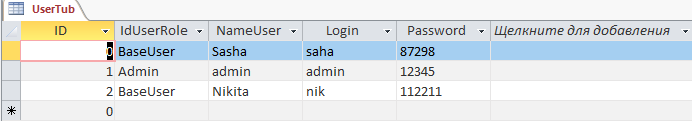 UserTub
ID IdUserRole NameUser Login Password Щелкните для добавления
0 BaseUser Sasha saha 87298
1 Admin admin admin 12345
2 BaseUser Nikita nik 112211
* 0